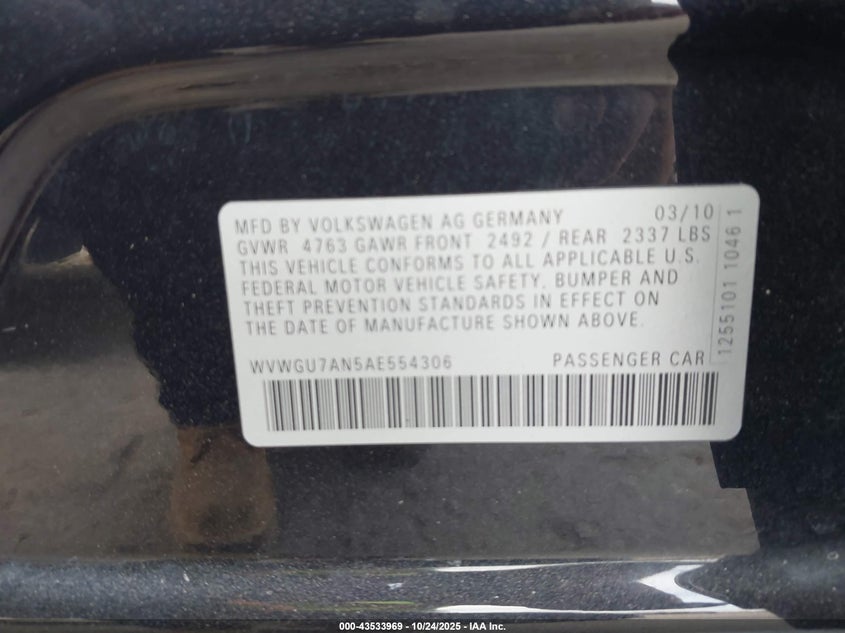 MFD BY VOLKSWAGEN AG GERMANY 03/10
GVWR 4763 GAWR FRONT 2492 / REAR 2337 LBS
THIS VEHICLE CONFORMS TO ALL APPLICABLE U.S.
FEDERAL MOTOR VEHICLE SAFETY, BUMPER AND
THEFT PREVENTION STANDARDS IN EFFECT ON
THE DATE OF MANUFACTURE SHOWN ABOVE.
WVWGU7AN5AE554306 PASSENGER CAR
1255101 10461
000-43533969 - 10/24/2025 - IAA Inc.